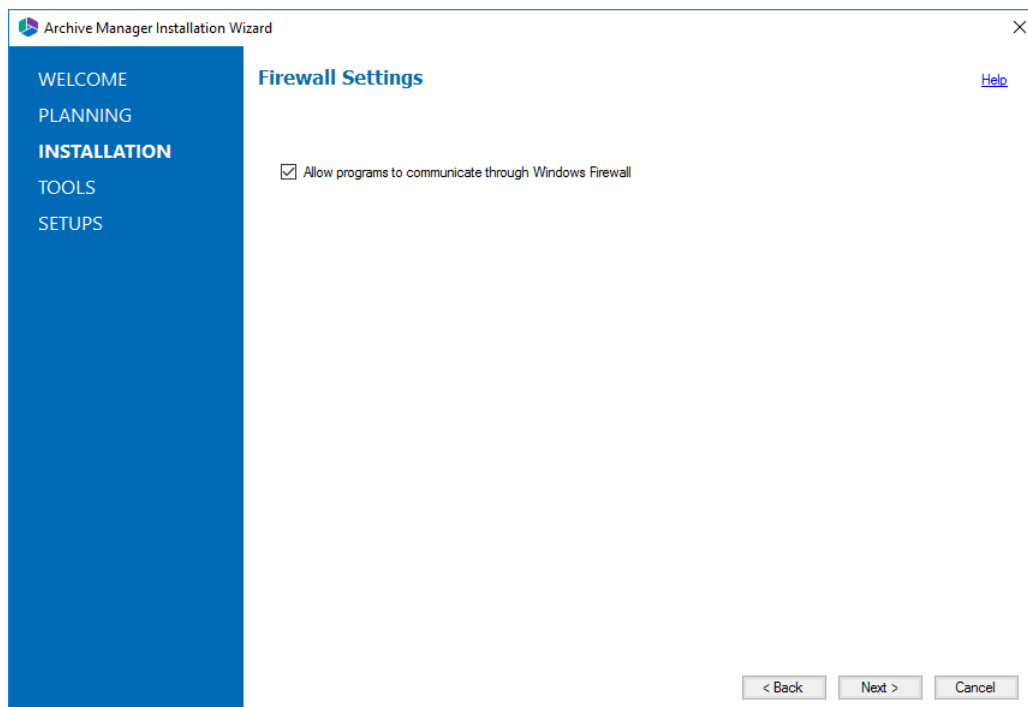 Archive Manager Installation Wizard
WELCOME
PLANNING
INSTALLATION
TOOLS
SETUPS
Firewall Settings
Help
Allow programs to communicate through Windows Firewall
< Back
Next >
Cancel